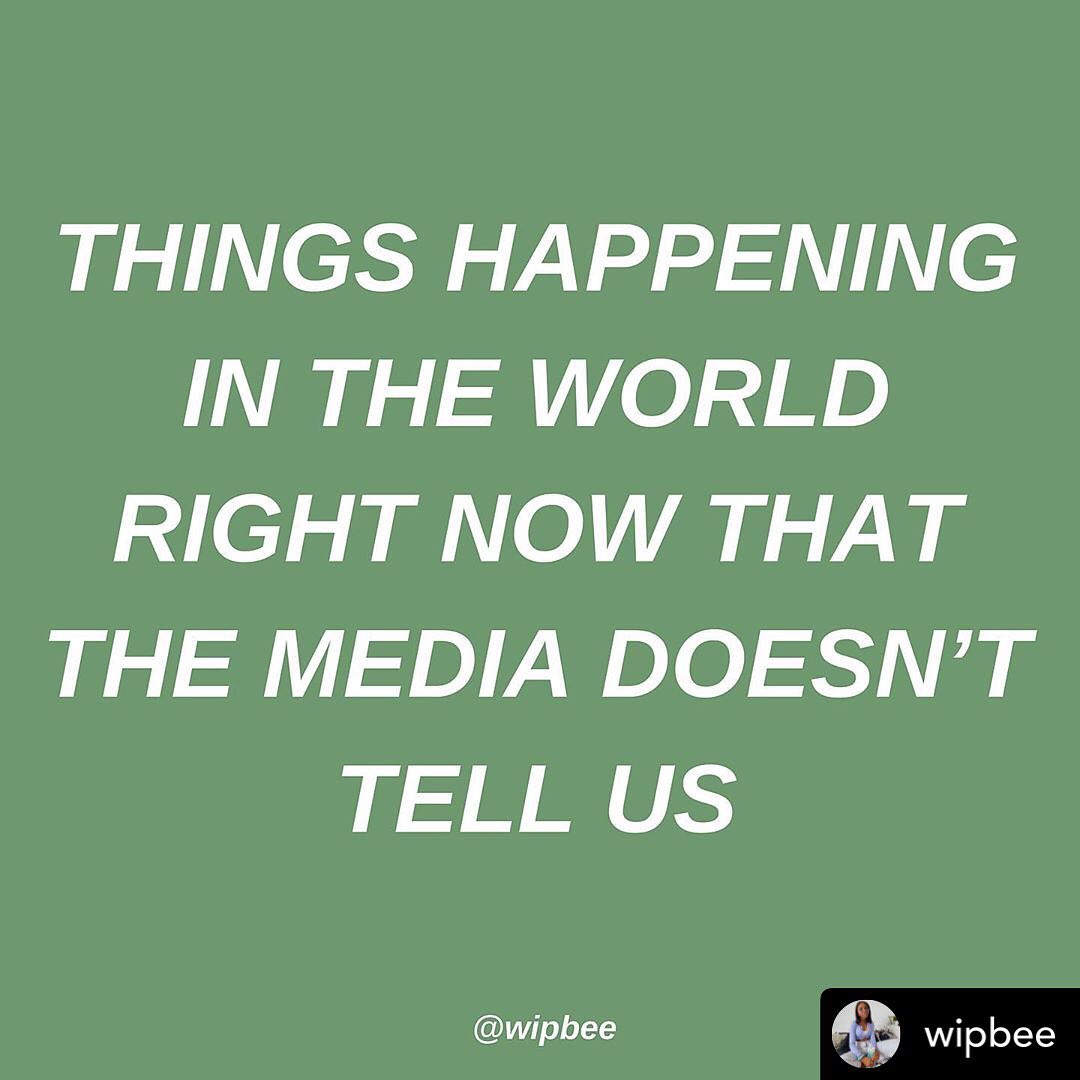 THINGS HAPPENING
IN THE WORLD
RIGHT NOW THAT
THE MEDIA DOESN’T
TELL US
@wipbee
wipbee